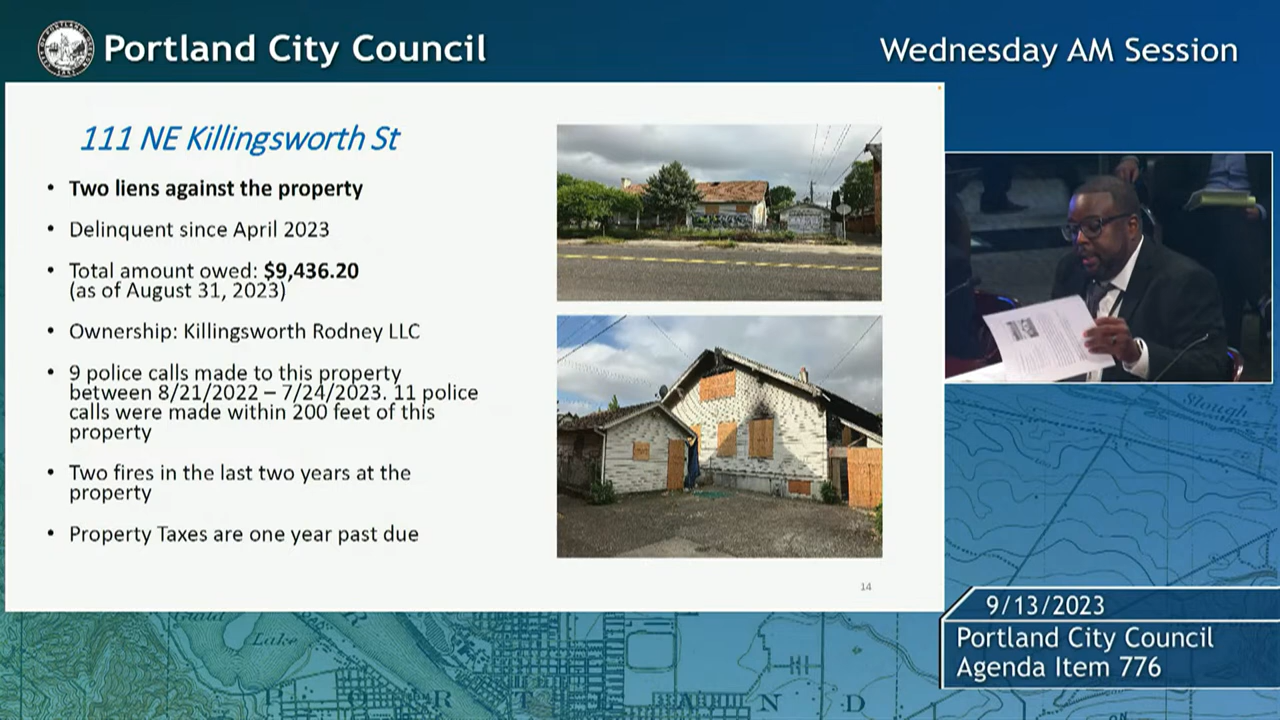 Portland City Council
Wednesday AM Session
111 NE Killingsworth St
• Two liens against the property
• Delinquent since April 2023
• Total amount owed: $9,436.20
(as of August 31, 2023)
• Ownership: Killingsworth Rodney LLC
• 9 police calls made to this property
between 8/21/2022 – 7/24/2023. 11 police
calls were made within 200 feet of this
property
• Two fires in the last two years at the
property
• Property Taxes are one year past due
14
9/13/2023
Portland City Council
Agenda Item 776
Slough
Guild
Lake
R T L A N D